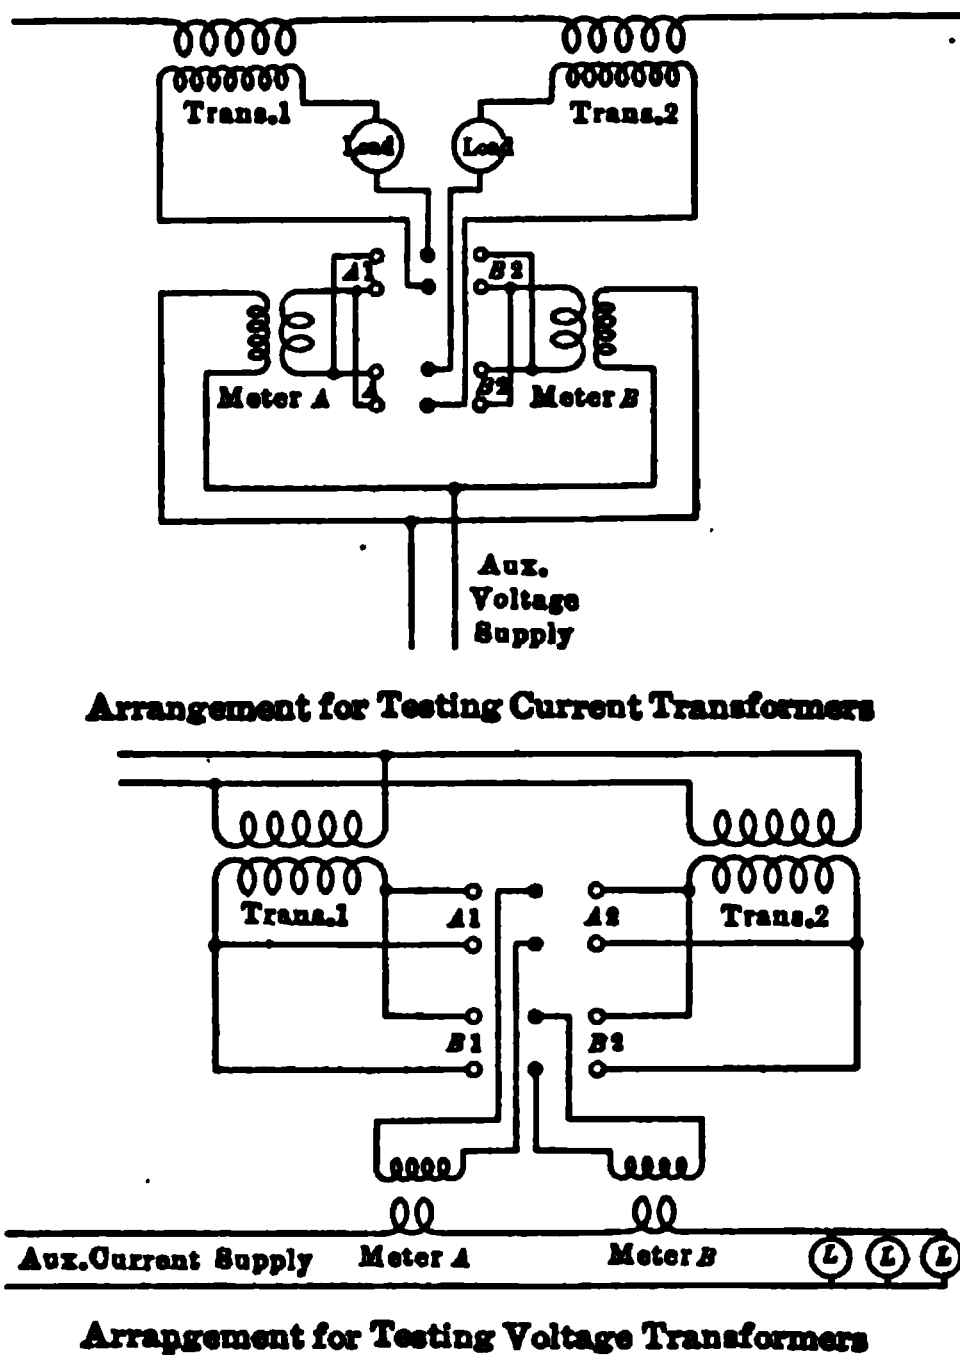 Trans.1
Trans.2
Load
Load
A1
B2
A
B2
Meter A
Meter B
Aux.
Voltage
Supply
Arrangement for Testing Current Transformers
Trans.1
A1
A2
Trans.2
B1
B2
Aux.Current Supply
Meter A
Meter B
L
L
L
Arrangement for Testing Voltage Transformers